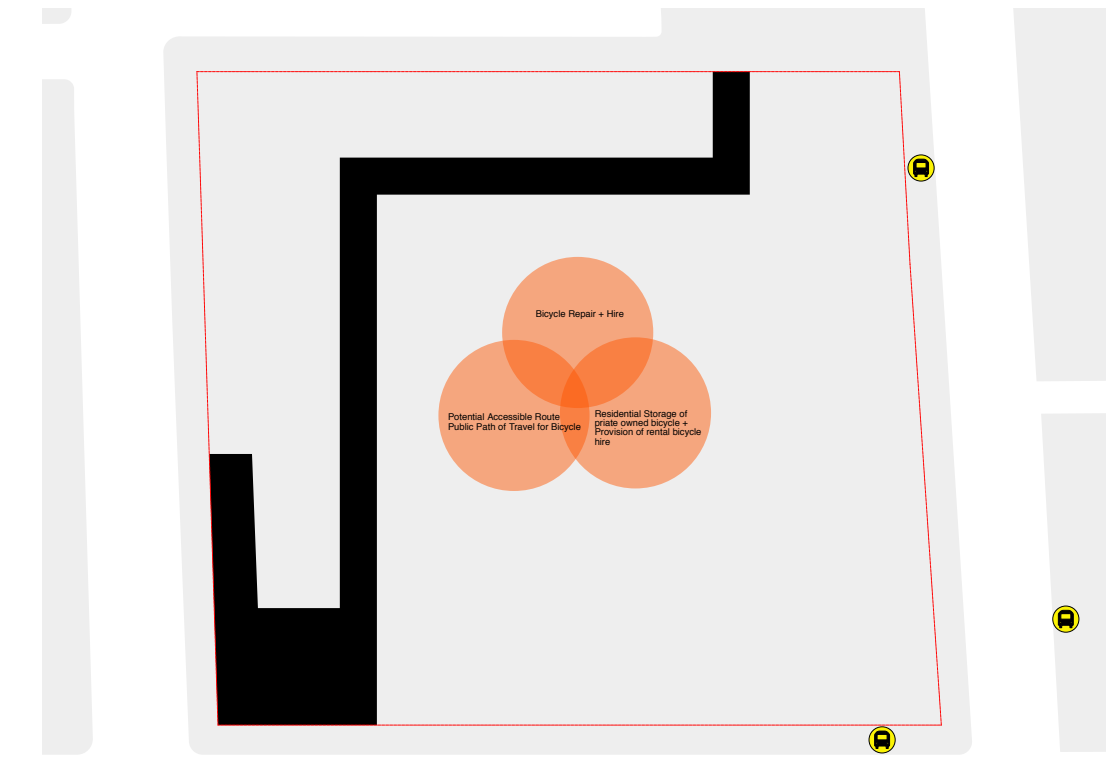 Bicycle Repair + Hire
Potential Accessible Route
Public Path of Travel for Bicycle
Residential Storage of
priate owned bicycle +
Provision of rental bicycle
hire